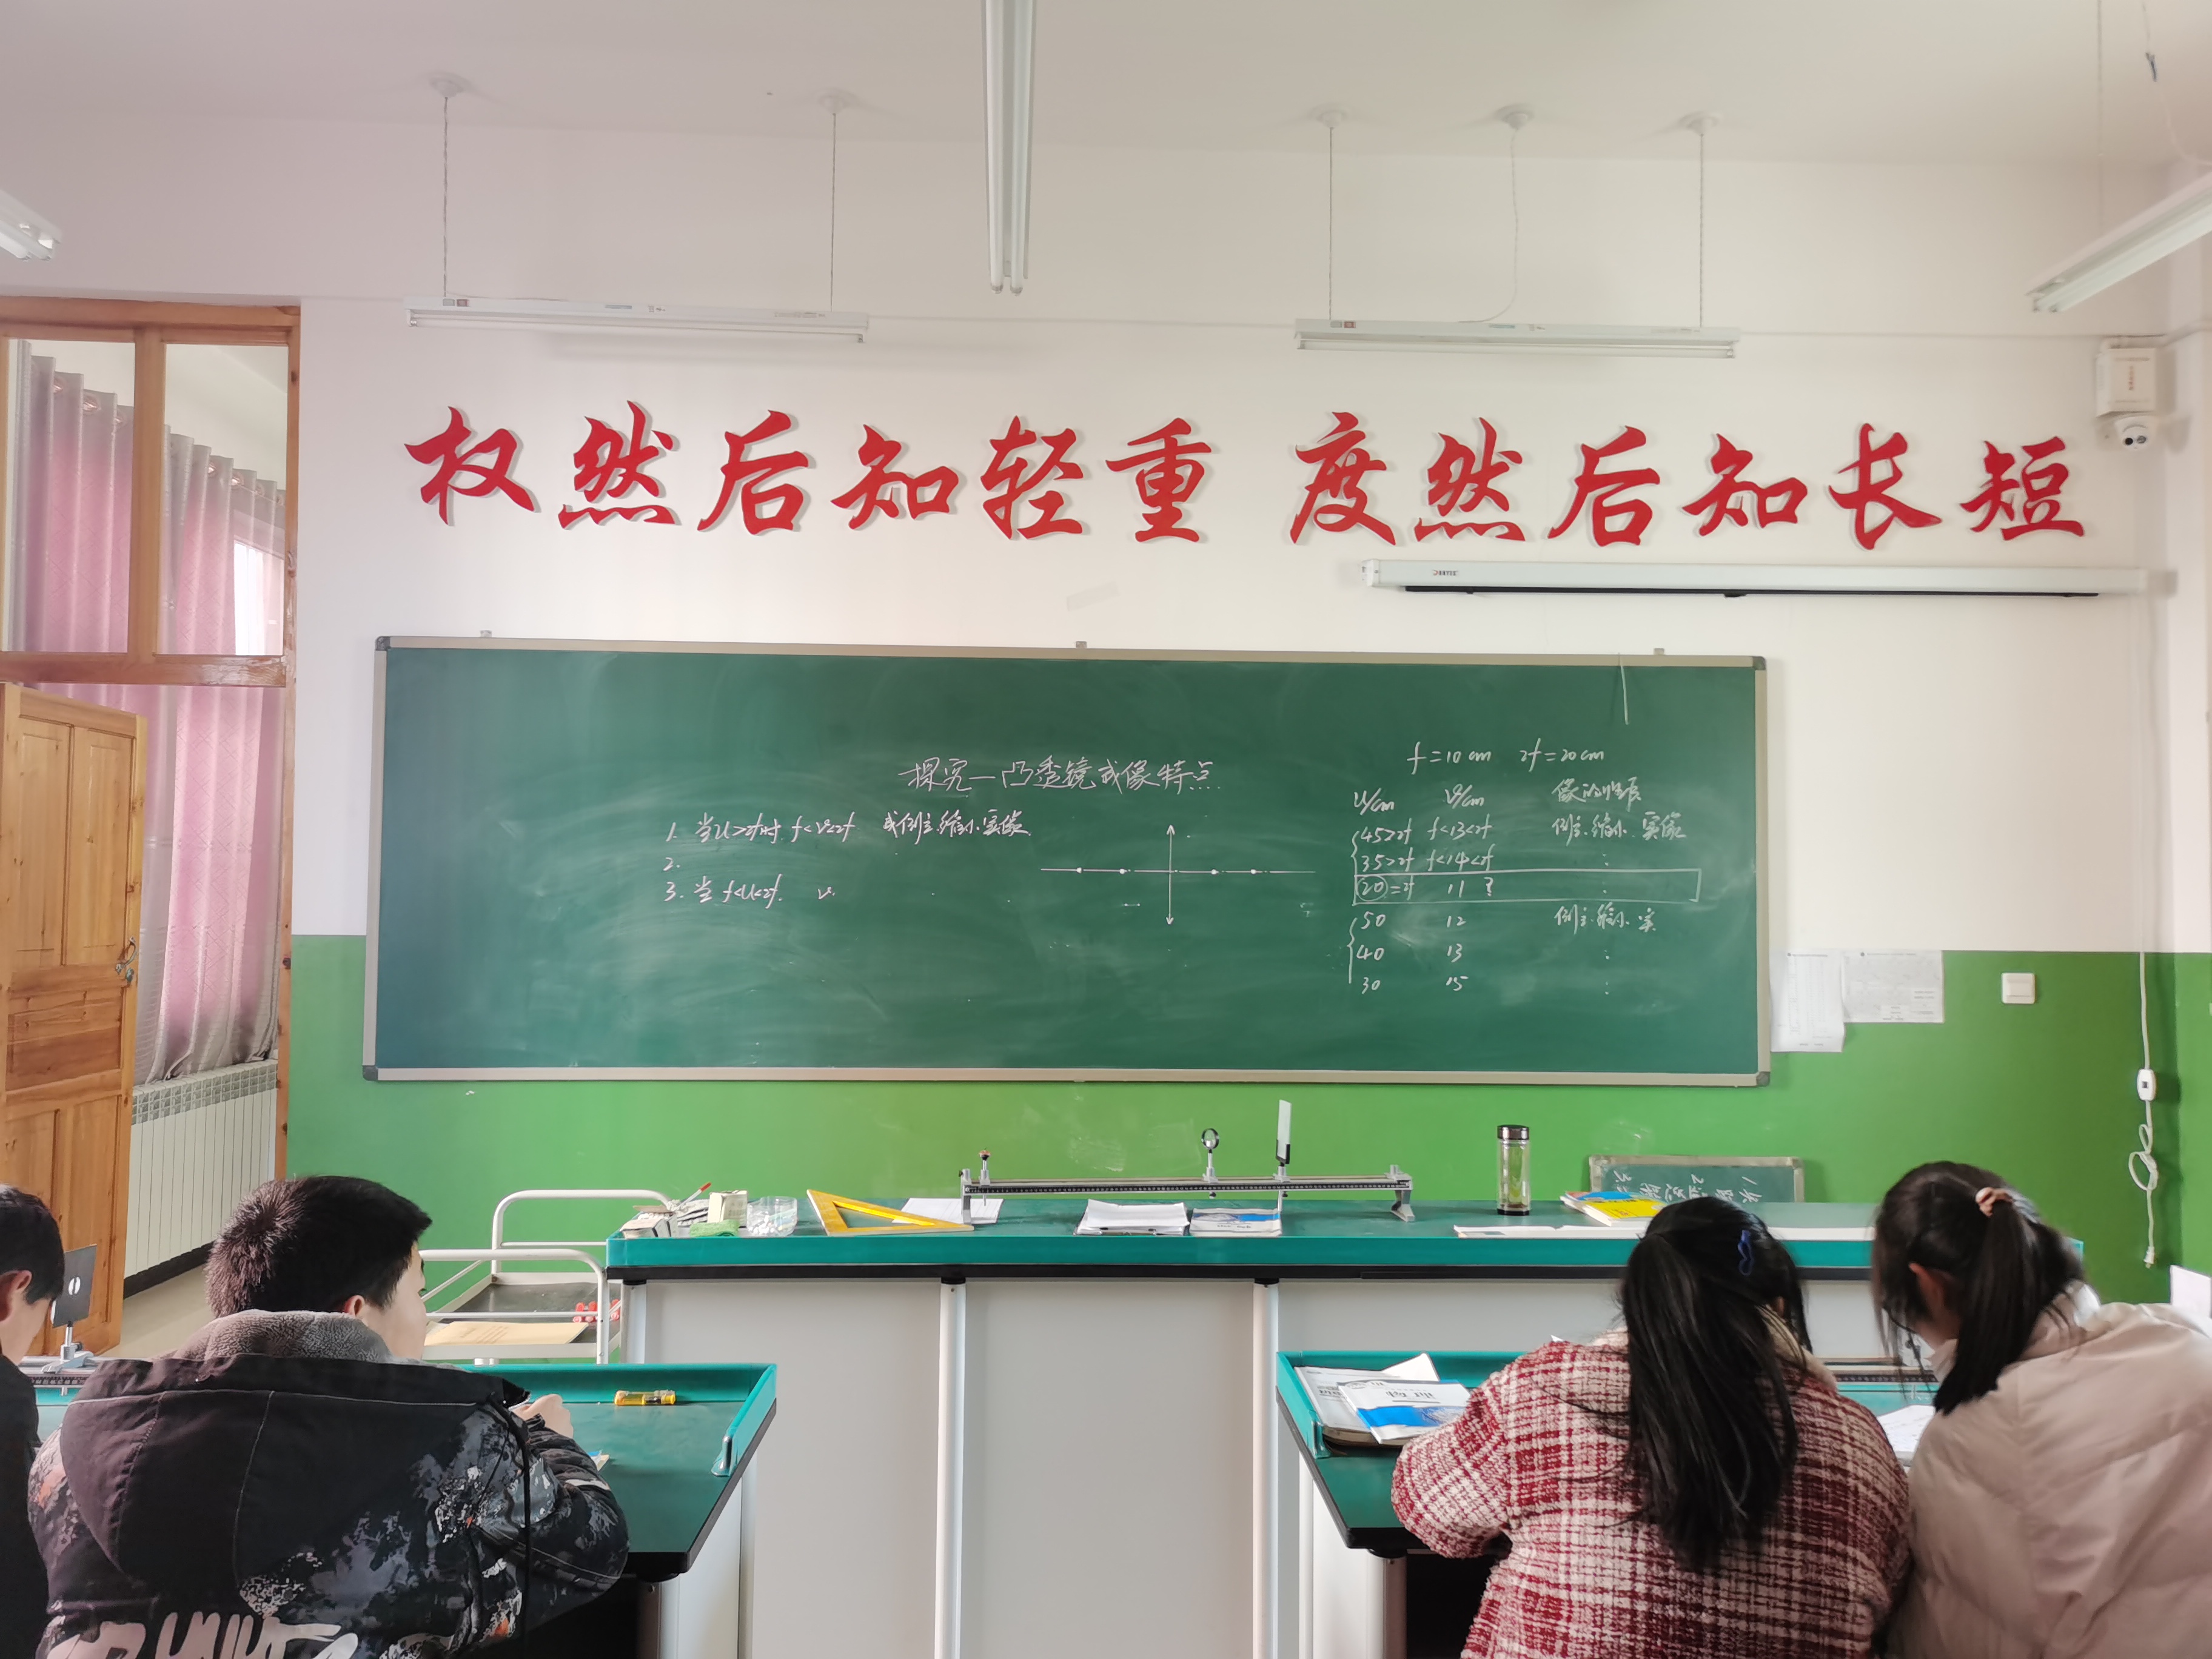 权然后知轻重 度然后知长短
探究一凸透镜成像特点
1. 当u>2f时 f<v<2f 成倒立.缩小.实像
2.
3. 当 f<u<2f. v
f=10cm 2f=20cm
u/cm v/cm 像的性质
45>2f f<13<2f 倒立.缩小.实像
35>2f f<14<2f :
20=2f 11 ? :
50 12 倒立.缩小.实
40 13 :
30 15 :
物理